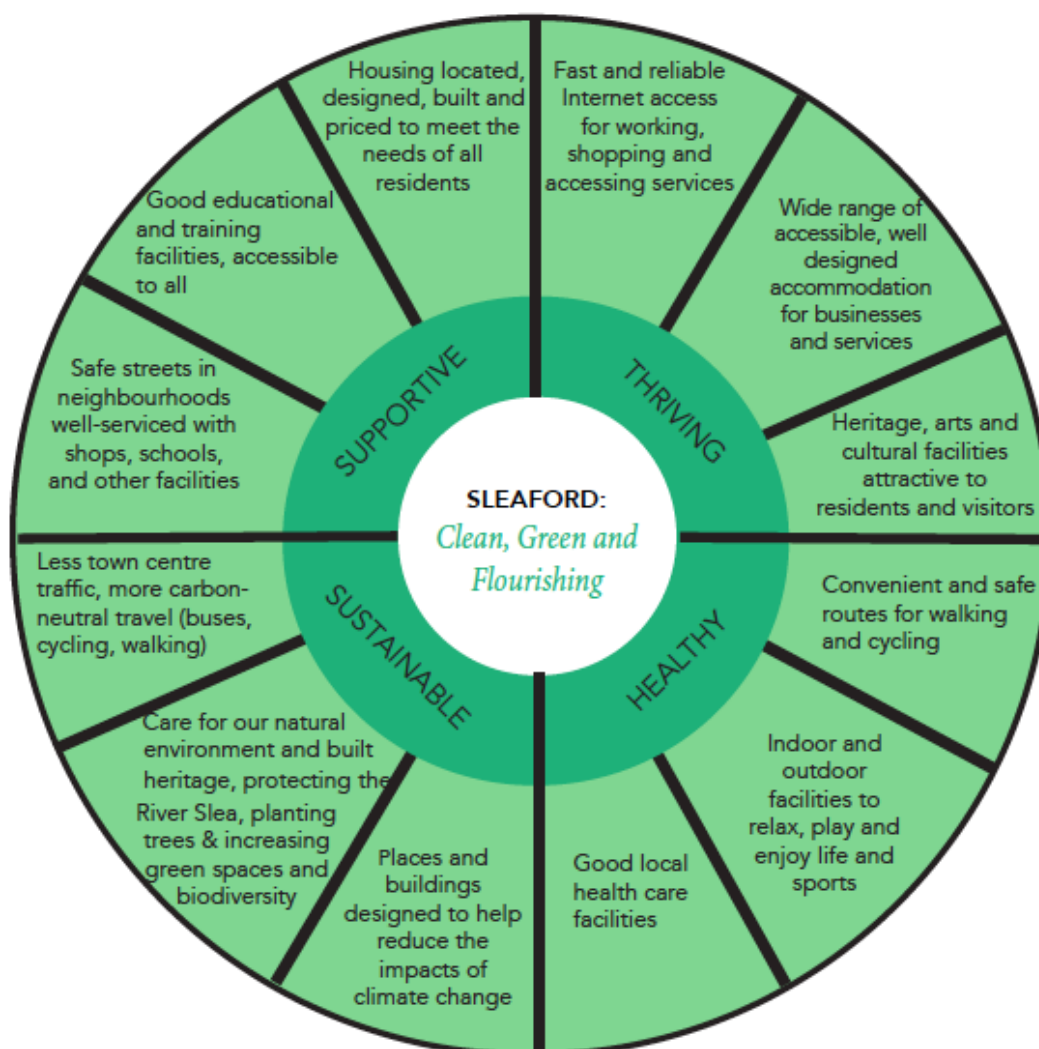 SLEAFORD:
Clean, Green and
Flourishing
THRIVING
Fast and reliable
Internet access
for working,
shopping and
accessing services
Wide range of
accessible, well
designed
accommodation
for businesses
and services
Heritage, arts and
cultural facilities
attractive to
residents and visitors
HEALTHY
Convenient and safe
routes for walking
and cycling
Indoor and
outdoor
facilities to
relax, play and
enjoy life and
sports
Good local
health care
facilities
SUSTAINABLE
Places and
buildings
designed to help
reduce the
impacts of
climate change
Care for our natural
environment and built
heritage, protecting the
River Slea, planting
trees & increasing
green spaces and
biodiversity
Less town centre
traffic, more carbon-
neutral travel (buses,
cycling, walking)
SUPPORTIVE
Safe streets in
neighbourhoods
well-serviced with
shops, schools,
and other facilities
Good educational
and training
facilities, accessible
to all
Housing located,
designed, built and
priced to meet the
needs of all
residents